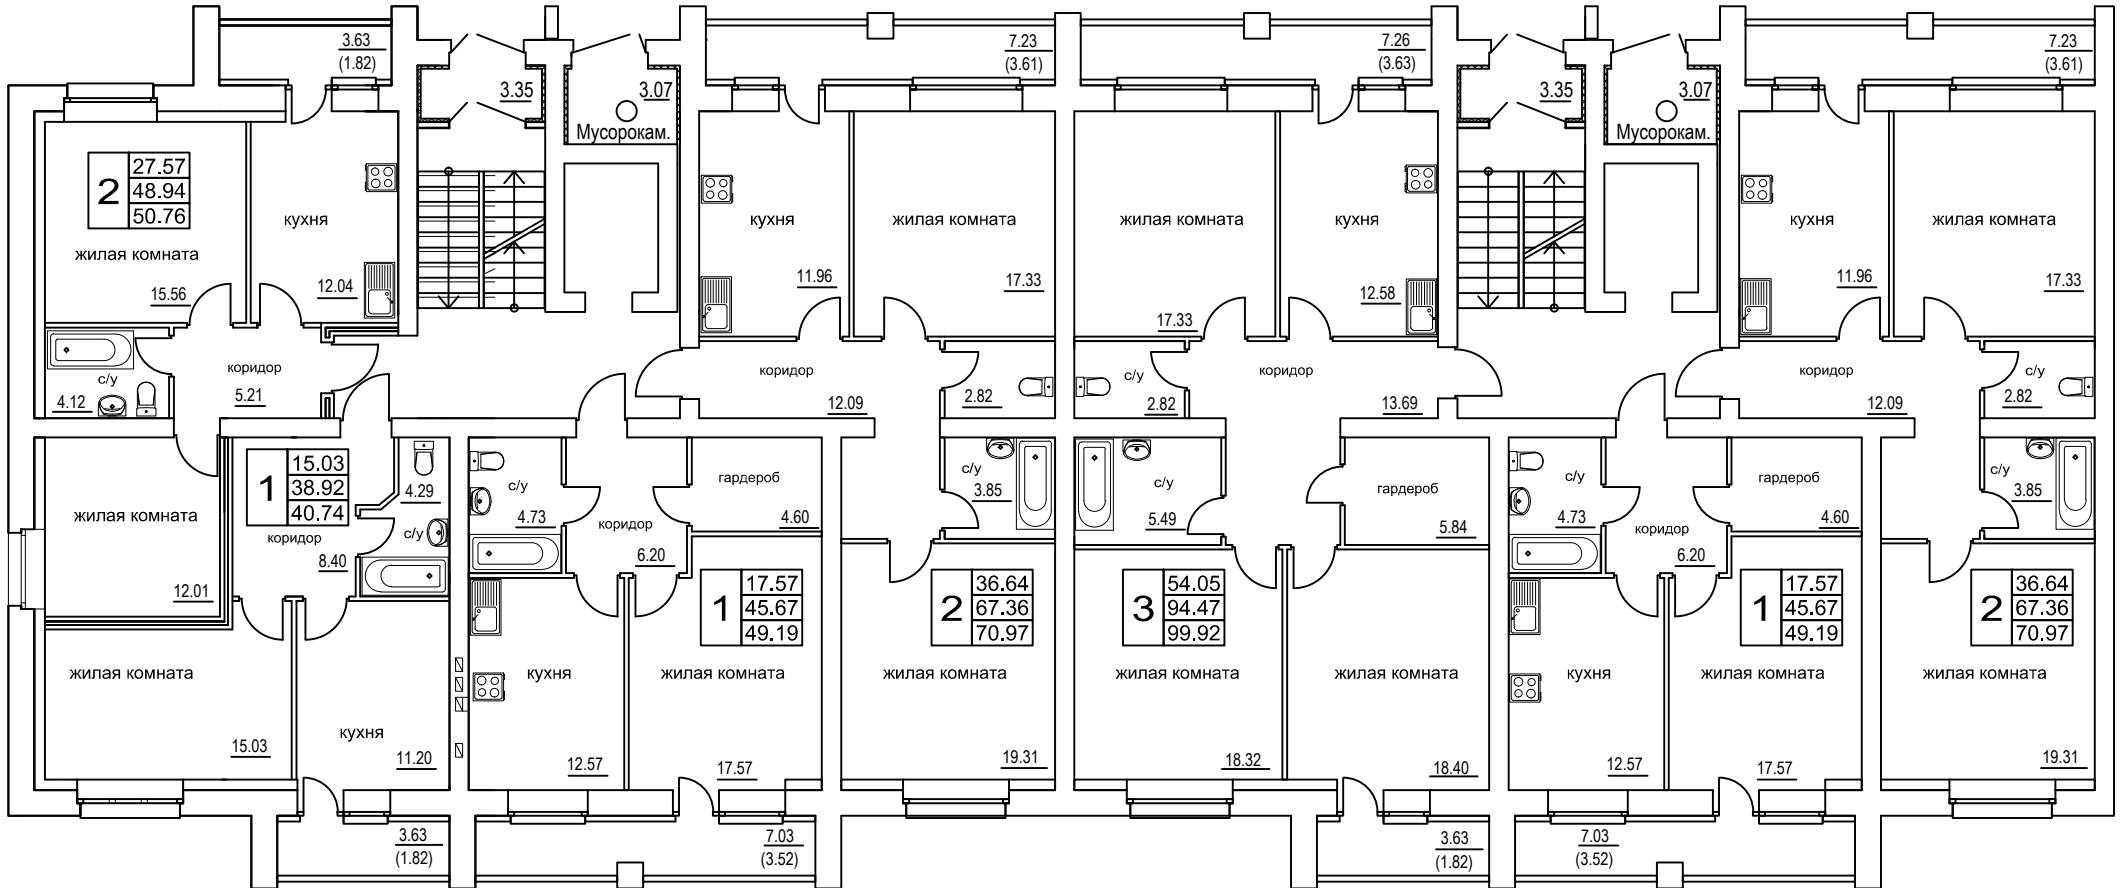 3.63
(1.82)
3.35
3.07
Мусорокам.
7.23
(3.61)
7.26
(3.63)
3.35
3.07
Мусорокам.
7.23
(3.61)
2
27.57
48.94
50.76
жилая комната
15.56
кухня
12.04
кухня
11.96
жилая комната
17.33
жилая комната
17.33
кухня
12.58
кухня
11.96
жилая комната
17.33
с/у
4.12
коридор
5.21
коридор
12.09
2.82
с/у
2.82
коридор
13.69
коридор
12.09
с/у
2.82
жилая комната
12.01
1
15.03
38.92
40.74
коридор
8.40
4.29
с/у
с/у
4.73
коридор
6.20
гардероб
4.60
с/у
3.85
с/у
5.49
гардероб
5.84
с/у
4.73
коридор
6.20
гардероб
4.60
с/у
3.85
1
17.57
45.67
49.19
2
36.64
67.36
70.97
3
54.05
94.47
99.92
1
17.57
45.67
49.19
2
36.64
67.36
70.97
жилая комната
15.03
кухня
11.20
кухня
12.57
жилая комната
17.57
жилая комната
19.31
жилая комната
18.32
жилая комната
18.40
кухня
12.57
жилая комната
17.57
жилая комната
19.31
3.63
(1.82)
7.03
(3.52)
3.63
(1.82)
7.03
(3.52)